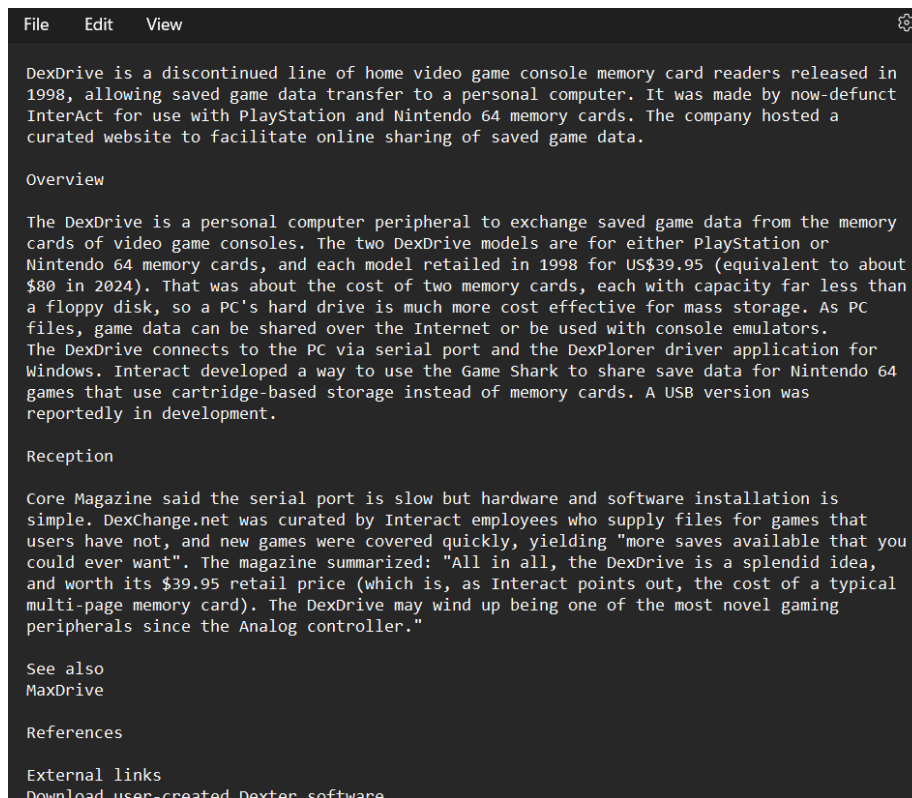 File Edit View
DexDrive is a discontinued line of home video game console memory card readers released in
1998, allowing saved game data transfer to a personal computer. It was made by now-defunct
InterAct for use with PlayStation and Nintendo 64 memory cards. The company hosted a
curated website to facilitate online sharing of saved game data.
Overview
The DexDrive is a personal computer peripheral to exchange saved game data from the memory
cards of video game consoles. The two DexDrive models are for either PlayStation or
Nintendo 64 memory cards, and each model retailed in 1998 for US$39.95 (equivalent to about
$80 in 2024). That was about the cost of two memory cards, each with capacity far less than
a floppy disk, so a PC's hard drive is much more cost effective for mass storage. As PC
files, game data can be shared over the Internet or be used with console emulators.
The DexDrive connects to the PC via serial port and the DexPlorer driver application for
Windows. Interact developed a way to use the Game Shark to share save data for Nintendo 64
games that use cartridge-based storage instead of memory cards. A USB version was
reportedly in development.
Reception
Core Magazine said the serial port is slow but hardware and software installation is
simple. DexChange.net was curated by Interact employees who supply files for games that
users have not, and new games were covered quickly, yielding "more saves available that you
could ever want". The magazine summarized: "All in all, the DexDrive is a splendid idea,
and worth its $39.95 retail price (which is, as Interact points out, the cost of a typical
multi-page memory card). The DexDrive may wind up being one of the most novel gaming
peripherals since the Analog controller."
See also
MaxDrive
References
External links
Download user-created Dexter software